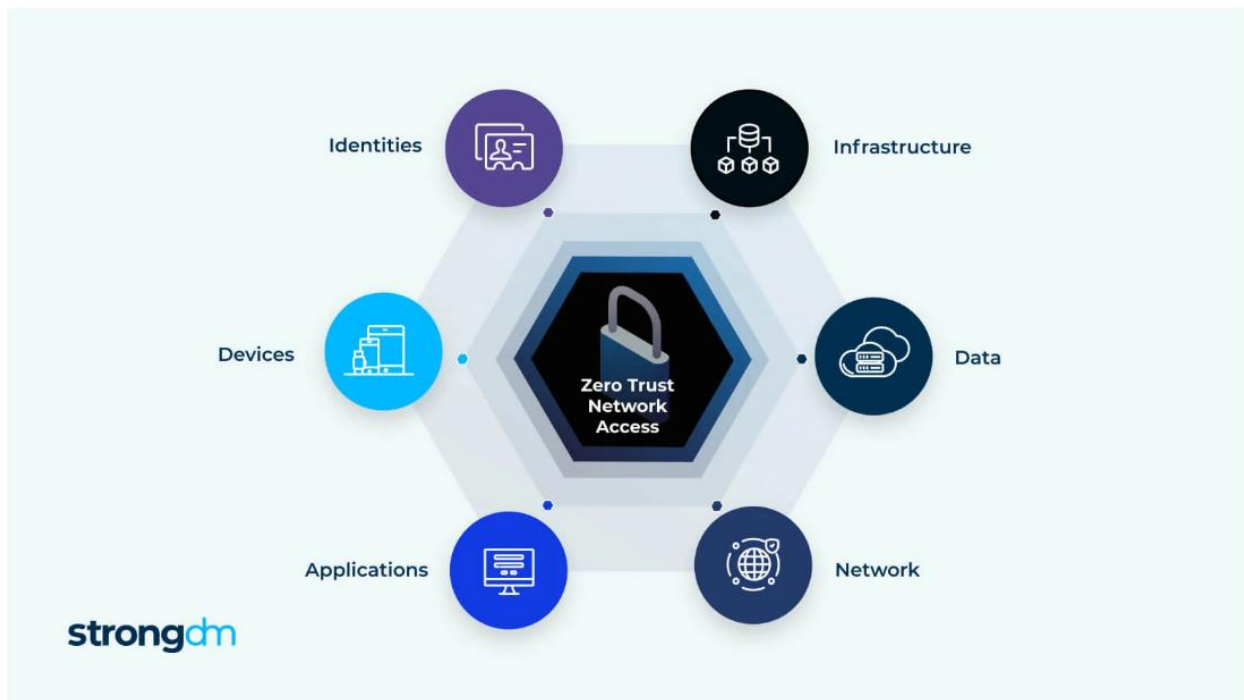 Identities
Infrastructure
Devices
Zero Trust
Network
Access
Data
Applications
Network
strongdm